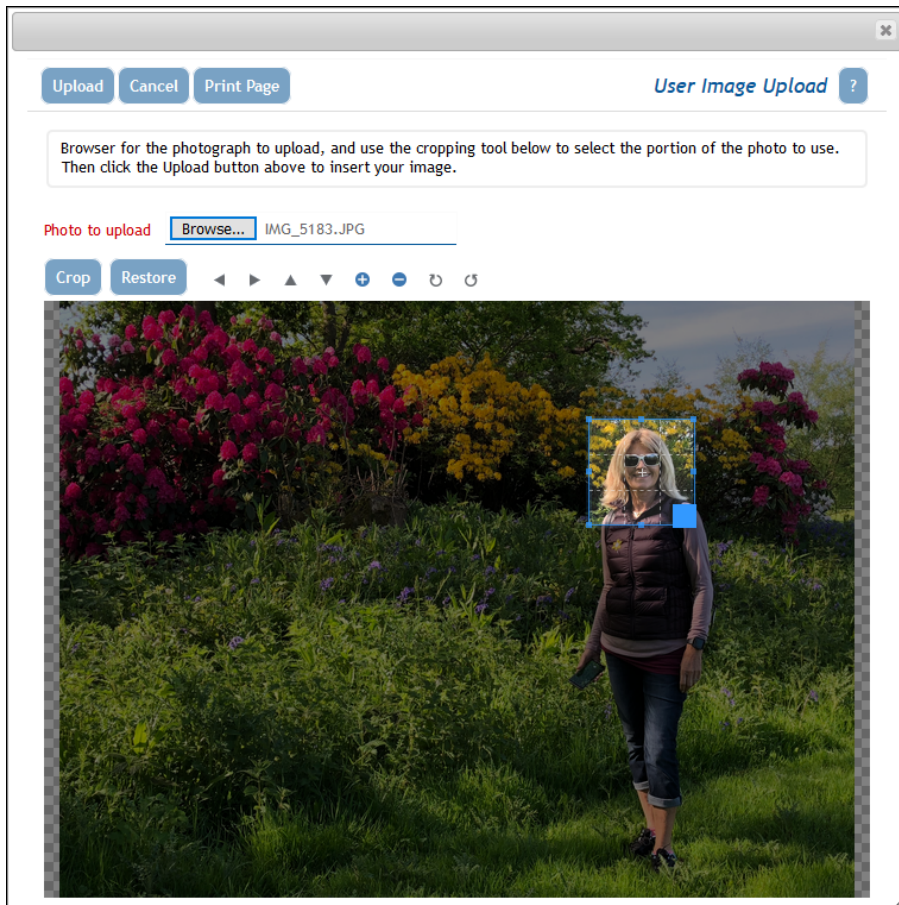 Upload Cancel Print Page User Image Upload ?
Browser for the photograph to upload, and use the cropping tool below to select the portion of the photo to use.
Then click the Upload button above to insert your image.
Photo to upload Browse... IMG_5183.JPG
Crop Restore